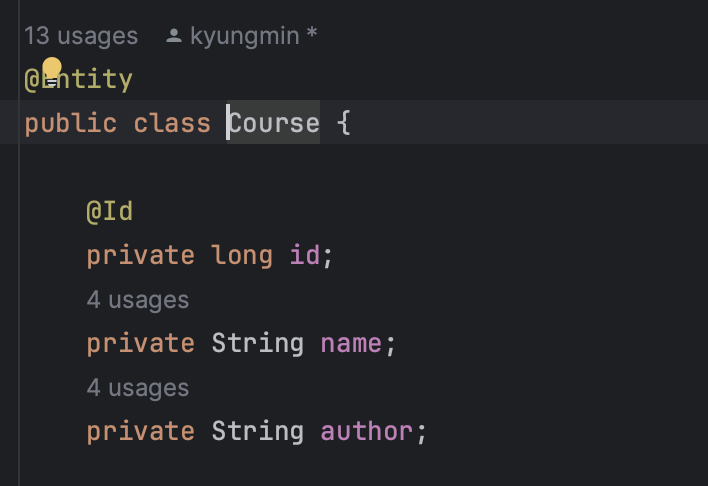 13 usages kyungmin *
@Entity
public class Course {
@Id
private long id;
4 usages
private String name;
4 usages
private String author;